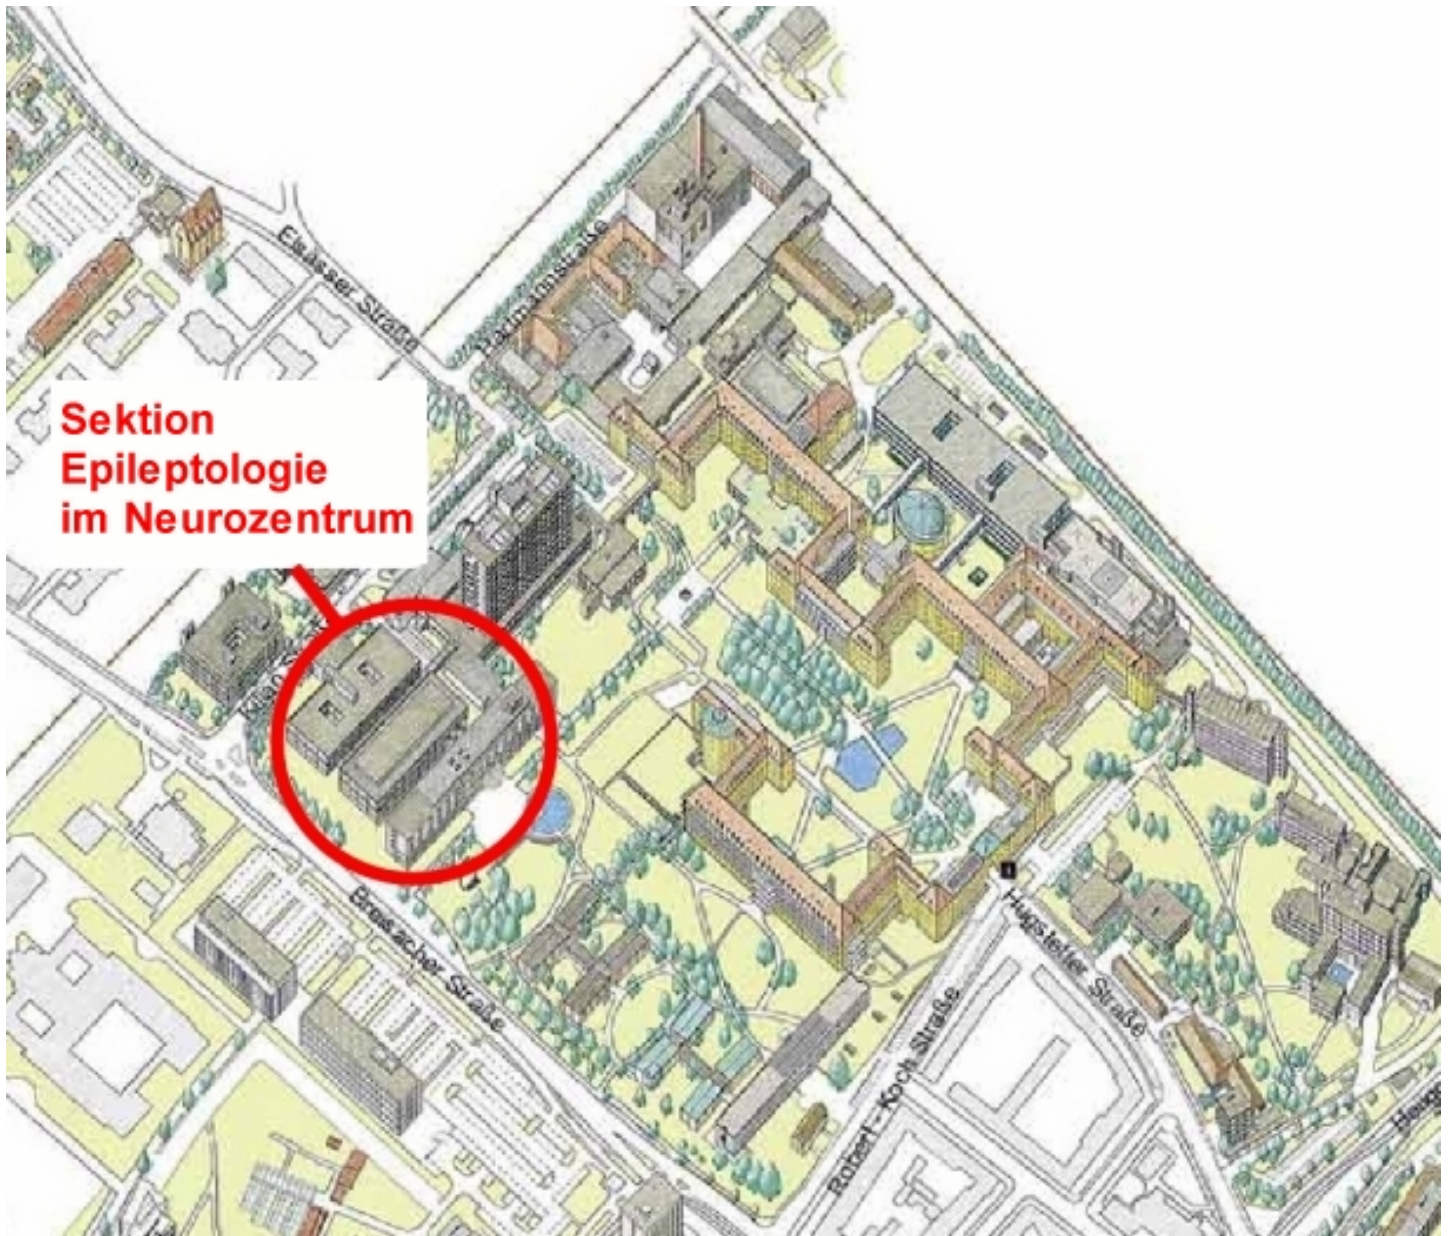 Elsässer Straße
Hartmannstraße
Sektion
Epileptologie
im Neurozentrum
Breisacher Straße
Hugstetter Straße
Robert - Koch Straße